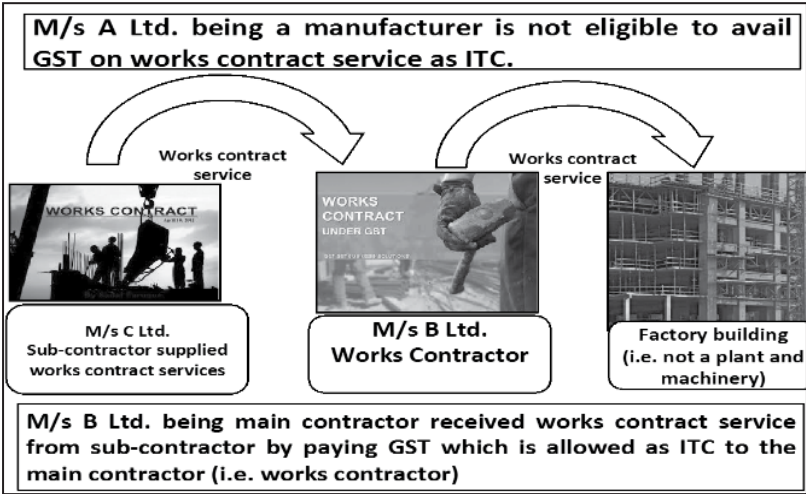 M/s A Ltd. being a manufacturer is not eligible to avail
GST on works contract service as ITC.
Works contract
service
Works contract
service
WORKS CONTRACT
WORKS
CONTRACT
UNDER GST
M/s C Ltd.
Sub-contractor supplied
works contract services
M/s B Ltd.
Works Contractor
Factory building
(i.e. not a plant and
machinery)
M/s B Ltd. being main contractor received works contract service
from sub-contractor by paying GST which is allowed as ITC to the
main contractor (i.e. works contractor)